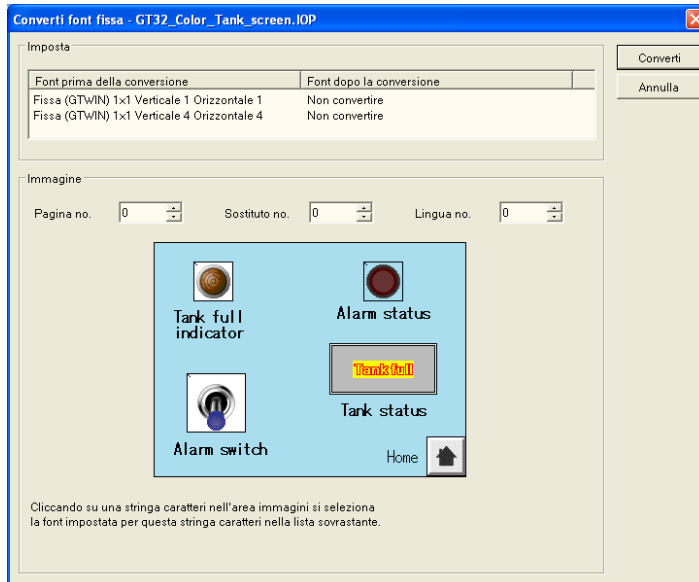 Converti font fissa - GT32_Color_Tank_screen.IOP
Imposta
Converti
Annulla
Font prima della conversione Font dopo la conversione
Fissa (GTWIN) 1x1 Verticale 1 Orizzontale 1 Non convertire
Fissa (GTWIN) 1x1 Verticale 4 Orizzontale 4 Non convertire
Immagine
Pagina no. 0 Sostituto no. 0 Lingua no. 0
Tank full
indicator
Alarm status
Tank full
Tank status
Alarm switch
Home
Cliccando su una stringa caratteri nell'area immagini si seleziona
la font impostata per questa stringa caratteri nella lista sovrastante.